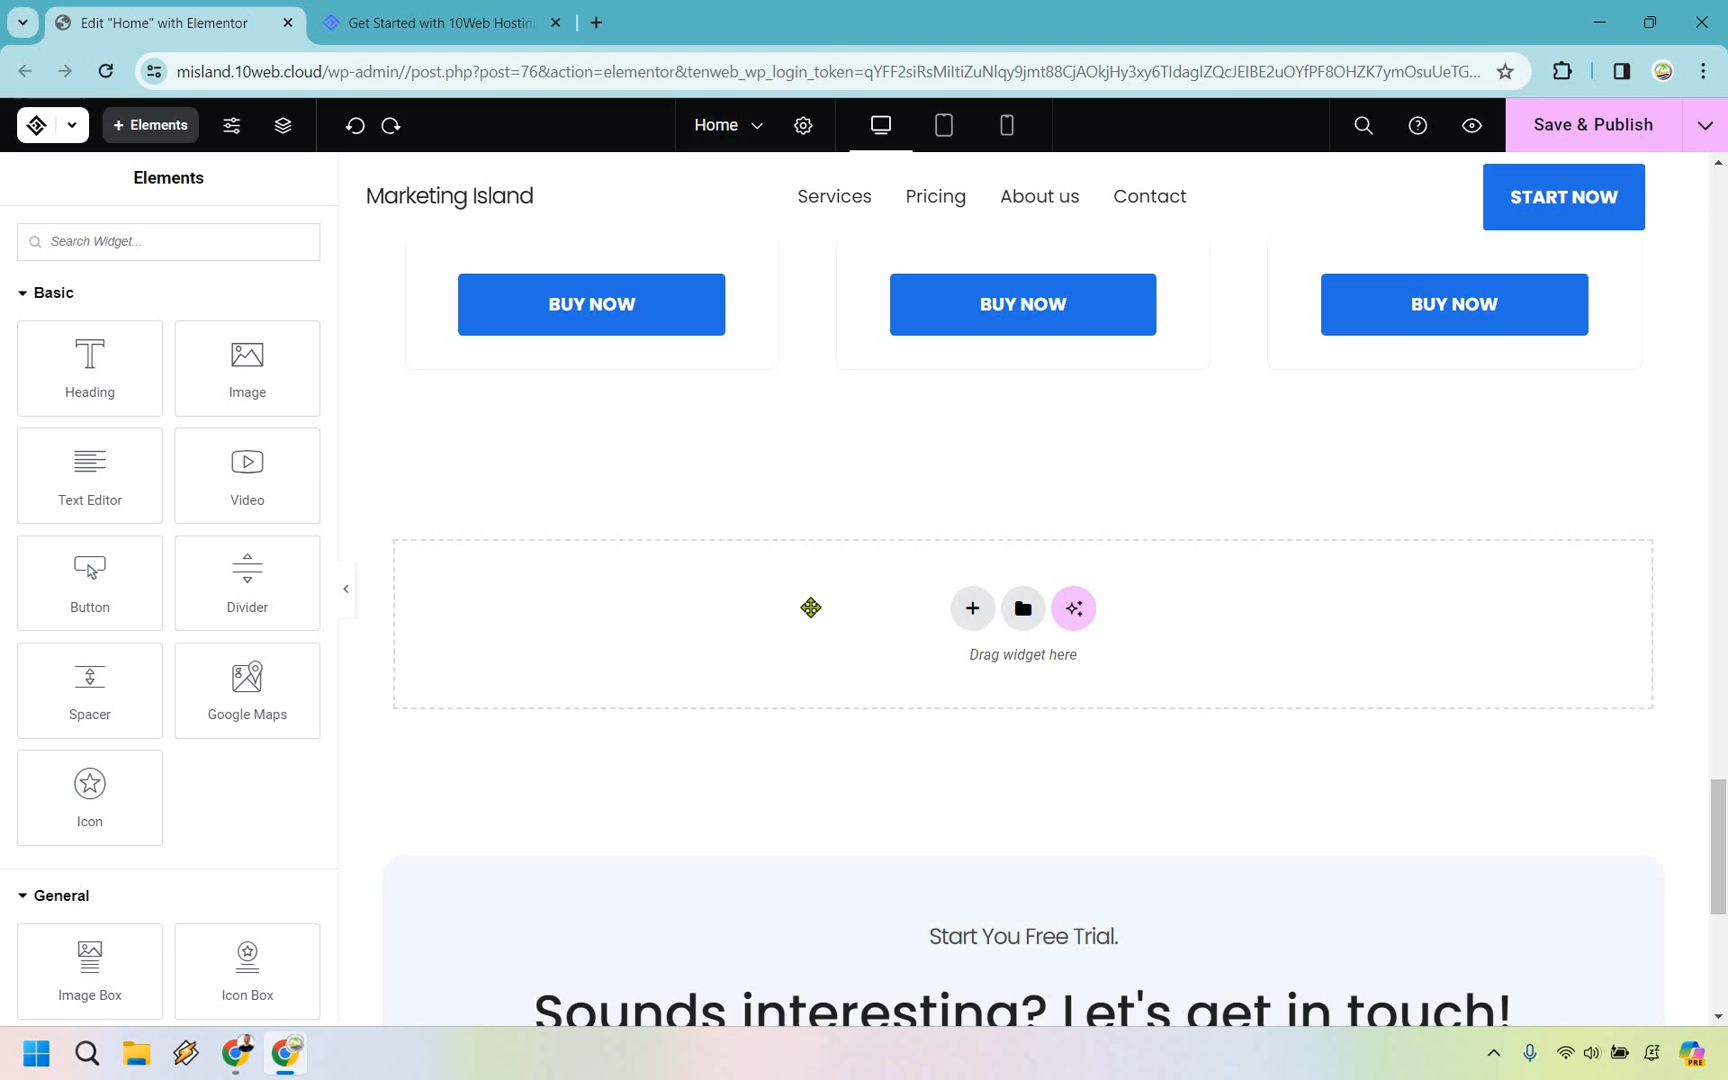 Edit "Home" with Elementor
Get Started with 10Web Hostin
misland.10web.cloud/wp-admin//post.php?post=76&action=elementor&tenweb_wp_login_token=qYFF2siRsMiItiZuNlqy9jmt88CjAOkjHy3xy6TIdagIZQcJEIBE2uOYfPF8OHZK7ymOsuUeTG...
+ Elements
Home
Save & Publish
Elements
Search Widget...
Basic
Heading
Image
Text Editor
Video
Button
Divider
Spacer
Google Maps
Icon
General
Image Box
Icon Box
Marketing Island
Services
Pricing
About us
Contact
START NOW
BUY NOW
BUY NOW
BUY NOW
Drag widget here
Start You Free Trial.
Sounds interesting? Let's get in touch!
PRE